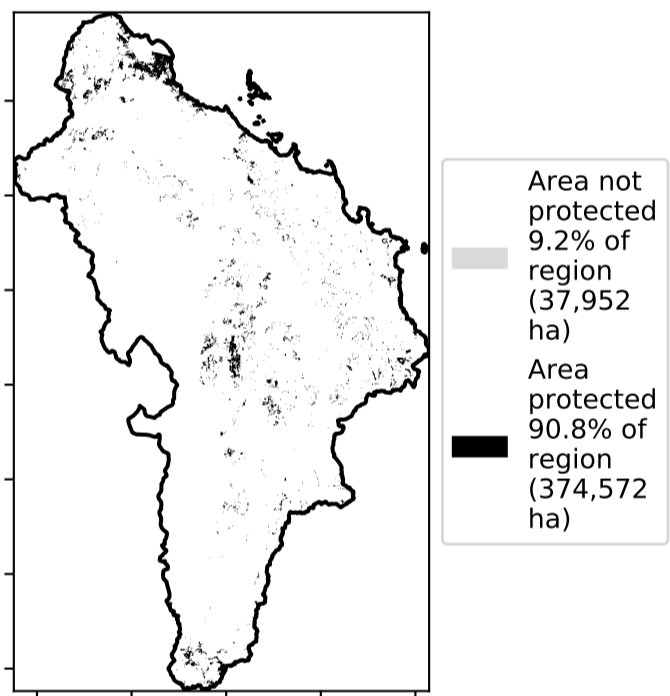 Area not
protected
9.2% of
region
(37,952
ha)
Area
protected
90.8% of
region
(374,572
ha)